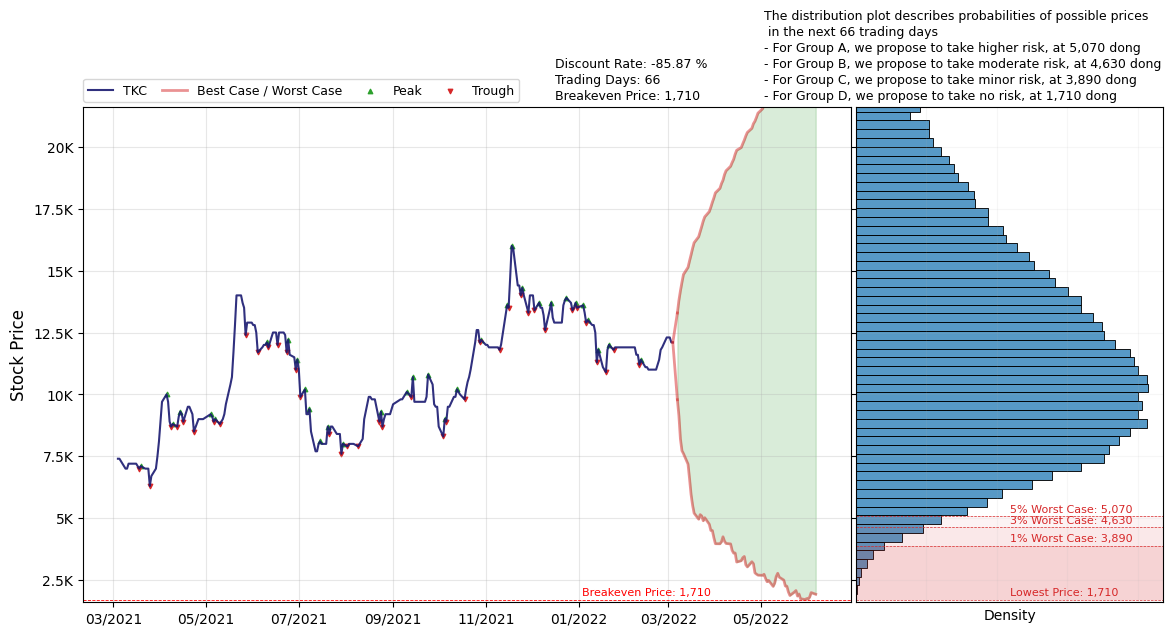 The distribution plot describes probabilities of possible prices
in the next 66 trading days
- For Group A, we propose to take higher risk, at 5,070 dong
- For Group B, we propose to take moderate risk, at 4,630 dong
- For Group C, we propose to take minor risk, at 3,890 dong
- For Group D, we propose to take no risk, at 1,710 dong
Discount Rate: -85.87 %
Trading Days: 66
Breakeven Price: 1,710
TKC Best Case / Worst Case Peak Trough
Stock Price
20K
17.5K
15K
12.5K
10K
7.5K
5K
2.5K
5% Worst Case: 5,070
3% Worst Case: 4,630
1% Worst Case: 3,890
Breakeven Price: 1,710
Lowest Price: 1,710
03/2021 05/2021 07/2021 09/2021 11/2021 01/2022 03/2022 05/2022
Density